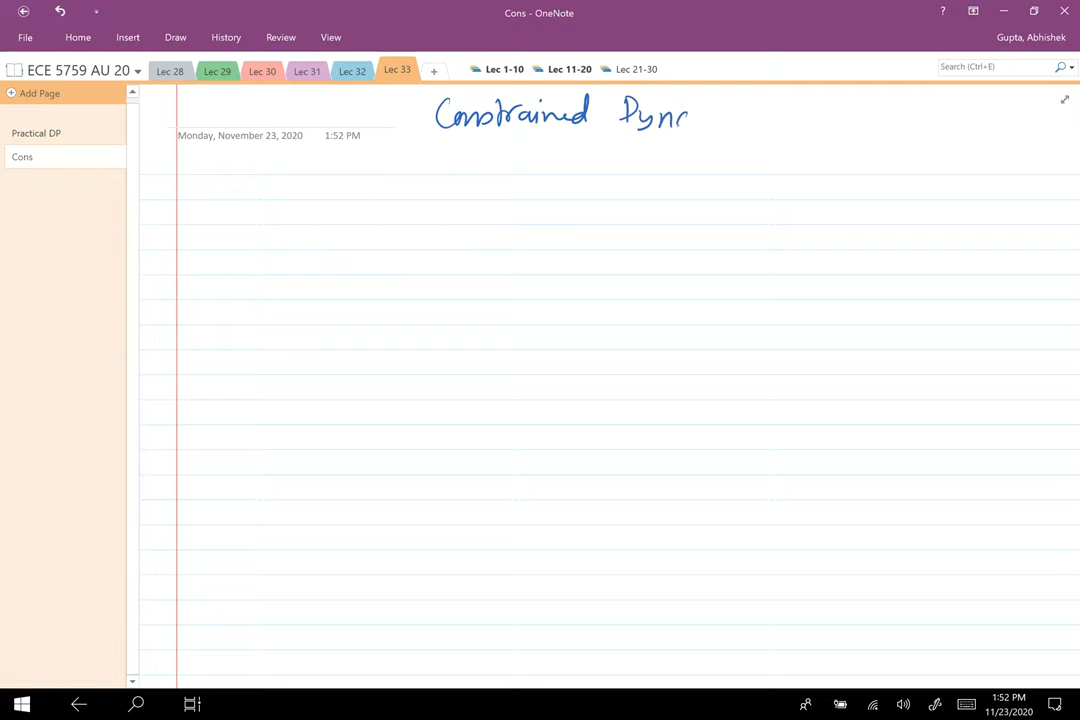 Cons - OneNote
?
File Home Insert Draw History Review View Gupta, Abhishek
ECE 5759 AU 20 Lec 28 Lec 29 Lec 30 Lec 31 Lec 32 Lec 33 + Lec 1-10 Lec 11-20 Lec 21-30 Search (Ctrl+E)
Add Page
Constrained Dyna
Practical DP
Monday, November 23, 2020 1:52 PM
Cons
1:52 PM
11/23/2020